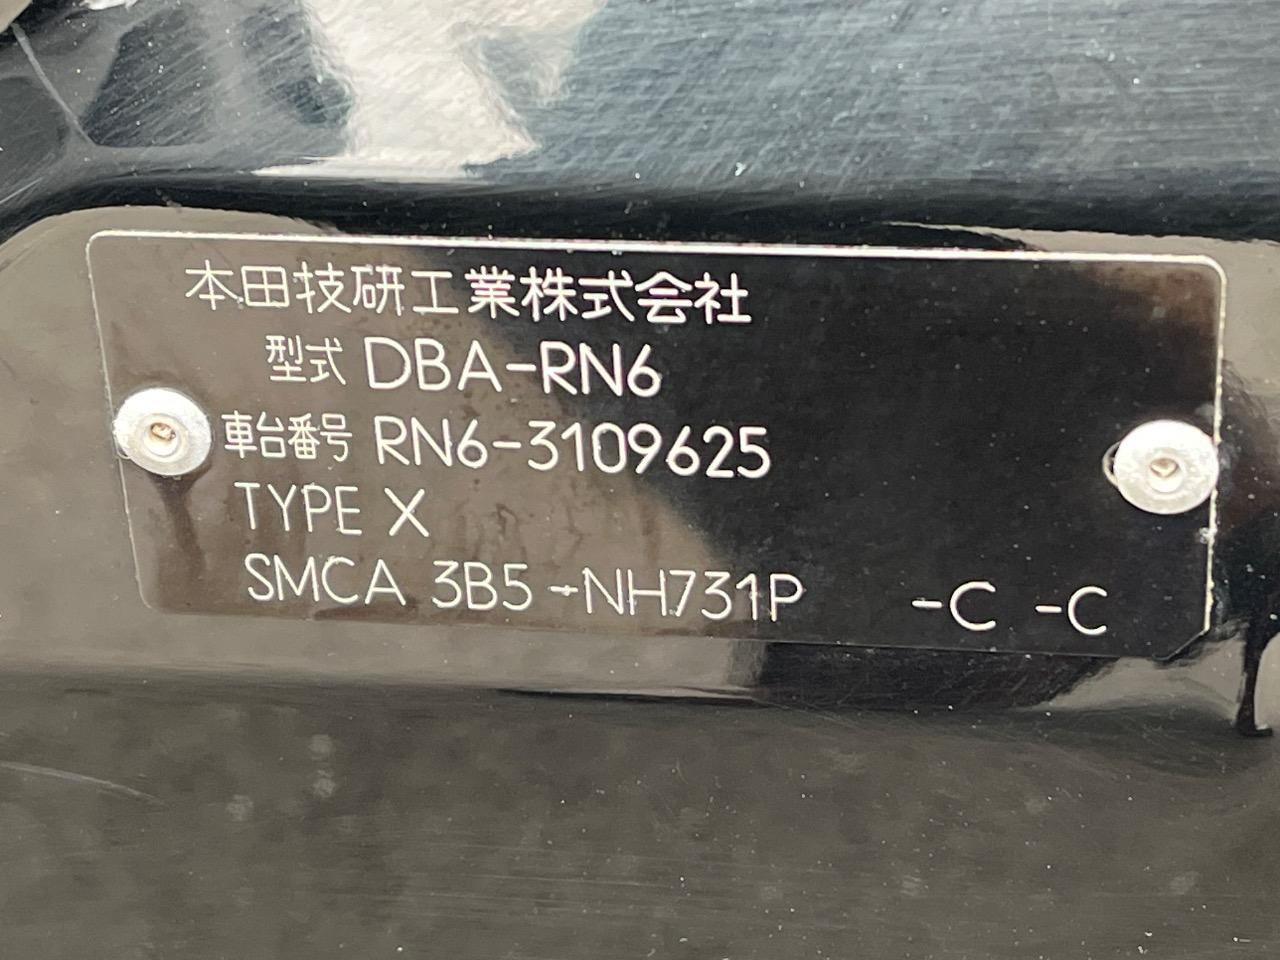 本田技研工業株式会社
型式 DBA-RN6
車台番号 RN6-3109625
TYPE X
SMCA 3B5-NH731P -C -C